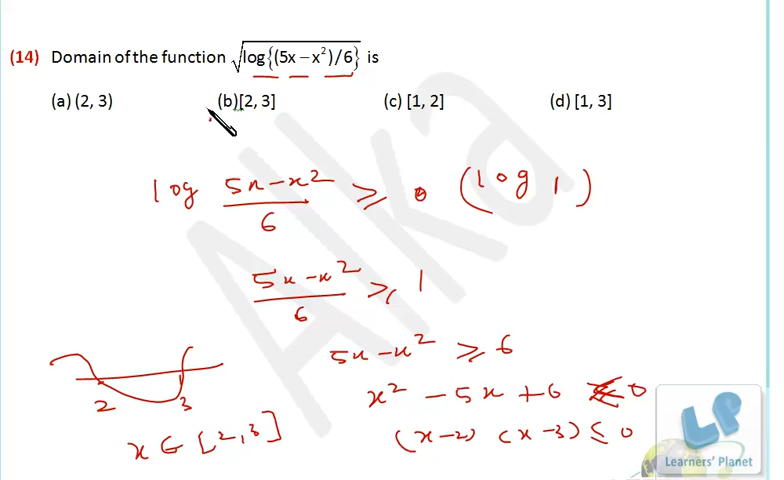 (14) Domain of the function √log{(5x−x²)/6} is
(a) (2, 3) (b)[2, 3] (c) [1, 2] (d) [1, 3]
log (5x−x²)/6 ≥ 0 (log 1)
(5x−x²)/6 ≥ 1
5x−x² ≥ 6
x² − 5x + 6 ≤ 0
2 3
x ∈ [2,3] (x−2) (x−3) ≤ 0
Alka
LP
Learners' Planet